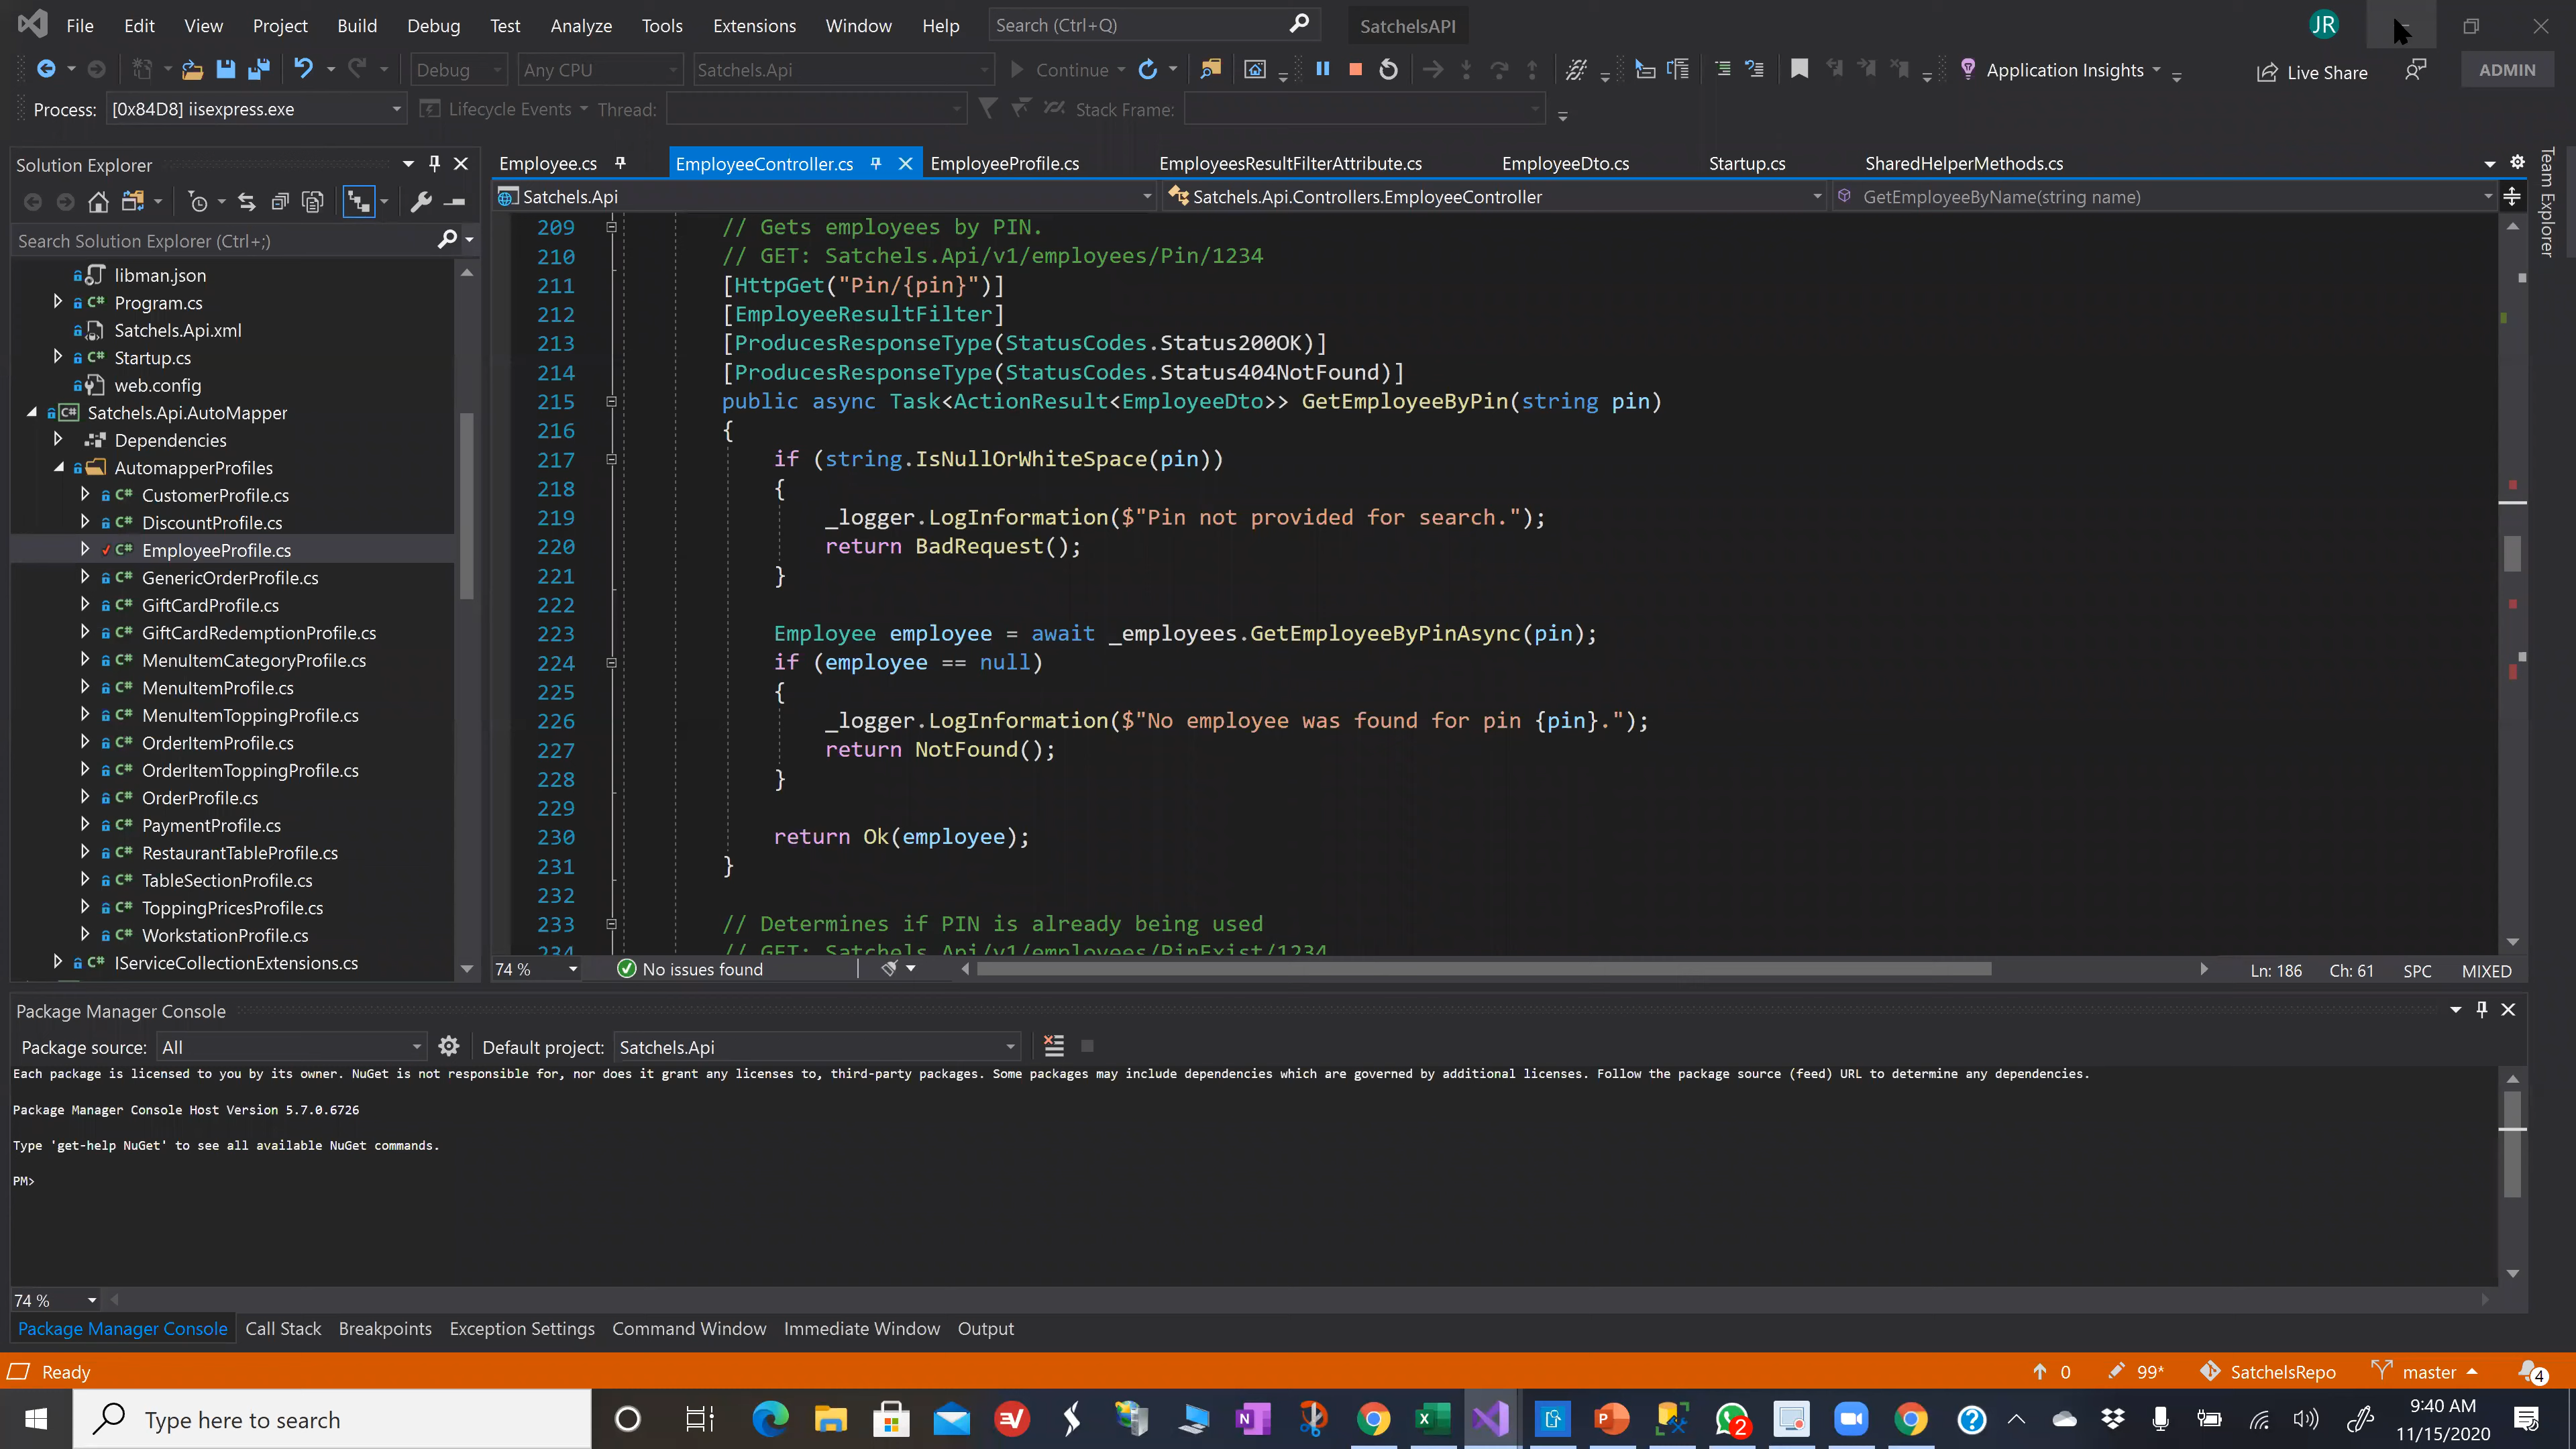 File Edit View Project Build Debug Test Analyze Tools Extensions Window Help Search (Ctrl+Q) SatchelsAPI JR
Debug Any CPU Satchels.Api Continue Application Insights Live Share ADMIN
Process: [0x84D8] iisexpress.exe Lifecycle Events Thread: Stack Frame:
Solution Explorer
Search Solution Explorer (Ctrl+;)
libman.json
C# Program.cs
Satchels.Api.xml
C# Startup.cs
web.config
C# Satchels.Api.AutoMapper
Dependencies
AutomapperProfiles
C# CustomerProfile.cs
C# DiscountProfile.cs
C# EmployeeProfile.cs
C# GenericOrderProfile.cs
C# GiftCardProfile.cs
C# GiftCardRedemptionProfile.cs
C# MenuItemCategoryProfile.cs
C# MenuItemProfile.cs
C# MenuItemToppingProfile.cs
C# OrderItemProfile.cs
C# OrderItemToppingProfile.cs
C# OrderProfile.cs
C# PaymentProfile.cs
C# RestaurantTableProfile.cs
C# TableSectionProfile.cs
C# ToppingPricesProfile.cs
C# WorkstationProfile.cs
C# IServiceCollectionExtensions.cs
Employee.cs EmployeeController.cs EmployeeProfile.cs EmployeesResultFilterAttribute.cs EmployeeDto.cs Startup.cs SharedHelperMethods.cs
Satchels.Api Satchels.Api.Controllers.EmployeeController GetEmployeeByName(string name)
209 // Gets employees by PIN.
210 // GET: Satchels.Api/v1/employees/Pin/1234
211 [HttpGet("Pin/{pin}")]
212 [EmployeeResultFilter]
213 [ProducesResponseType(StatusCodes.Status200OK)]
214 [ProducesResponseType(StatusCodes.Status404NotFound)]
215 public async Task<ActionResult<EmployeeDto>> GetEmployeeByPin(string pin)
216 {
217 if (string.IsNullOrWhiteSpace(pin))
218 {
219 _logger.LogInformation($"Pin not provided for search.");
220 return BadRequest();
221 }
222
223 Employee employee = await _employees.GetEmployeeByPinAsync(pin);
224 if (employee == null)
225 {
226 _logger.LogInformation($"No employee was found for pin {pin}.");
227 return NotFound();
228 }
229
230 return Ok(employee);
231 }
232
233 // Determines if PIN is already being used
234 // GET: Satchels.Api/v1/employees/PinExist/1234
74 % No issues found Ln: 186 Ch: 61 SPC MIXED
Team Explorer
Package Manager Console
Package source: All Default project: Satchels.Api
Each package is licensed to you by its owner. NuGet is not responsible for, nor does it grant any licenses to, third-party packages. Some packages may include dependencies which are governed by additional licenses. Follow the package source (feed) URL to determine any dependencies.
Package Manager Console Host Version 5.7.0.6726
Type 'get-help NuGet' to see all available NuGet commands.
PM>
74 %
Package Manager Console Call Stack Breakpoints Exception Settings Command Window Immediate Window Output
Ready 0 99* SatchelsRepo master 4
Type here to search 2 9:40 AM
11/15/2020